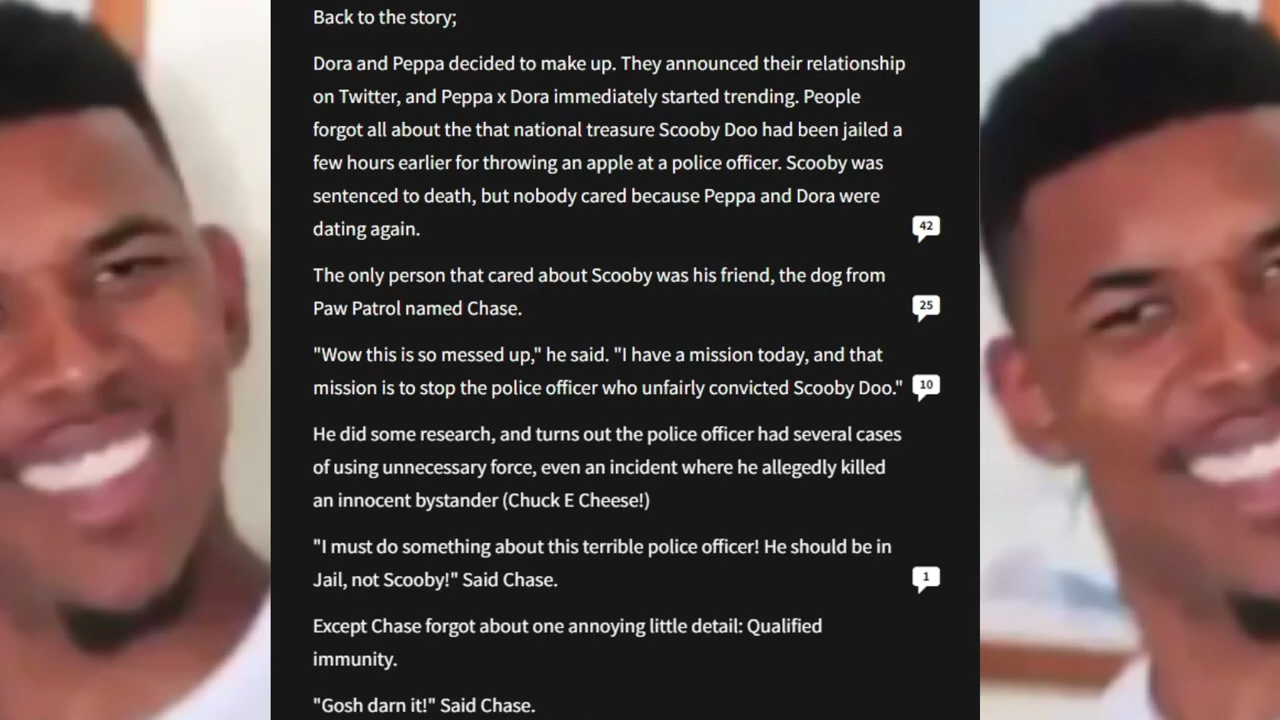 Back to the story;
Dora and Peppa decided to make up. They announced their relationship
on Twitter, and Peppa x Dora immediately started trending. People
forgot all about the that national treasure Scooby Doo had been jailed a
few hours earlier for throwing an apple at a police officer. Scooby was
sentenced to death, but nobody cared because Peppa and Dora were
dating again.
42
The only person that cared about Scooby was his friend, the dog from
Paw Patrol named Chase.
25
"Wow this is so messed up," he said. "I have a mission today, and that
mission is to stop the police officer who unfairly convicted Scooby Doo."
10
He did some research, and turns out the police officer had several cases
of using unnecessary force, even an incident where he allegedly killed
an innocent bystander (Chuck E Cheese!)
"I must do something about this terrible police officer! He should be in
Jail, not Scooby!" Said Chase.
1
Except Chase forgot about one annoying little detail: Qualified
immunity.
"Gosh darn it!" Said Chase.